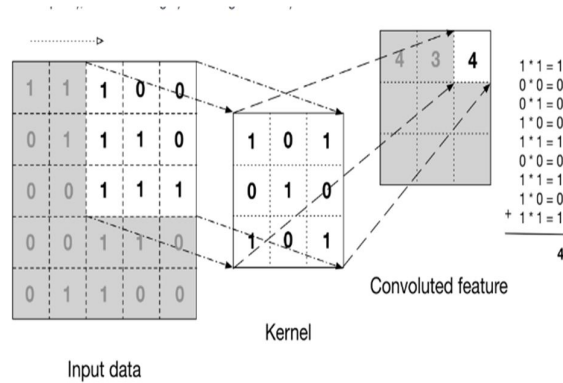 1 1 1 0 0
0 1 1 1 0
0 0 1 1 1
0 0 1 1 0
0 1 1 0 0
Input data
1 0 1
0 1 0
1 0 1
Kernel
4 3 4
Convoluted feature
1*1=1
0*0=0
0*1=0
1*0=0
1*1=1
0*0=0
1*1=1
1*0=0
+ 1*1=1
4